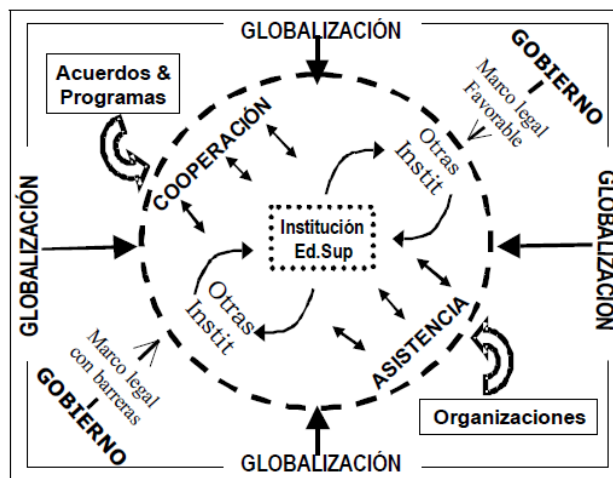 GLOBALIZACIÓN
GOBIERNO
Marco legal
Favorable
Acuerdos &
Programas
COOPERACIÓN
Otras
Instit
GLOBALIZACIÓN
Institución
Ed.Sup
GLOBALIZACIÓN
Otras
Instit
ASISTENCIA
Marco legal
con barreras
GOBIERNO
Organizaciones
GLOBALIZACIÓN